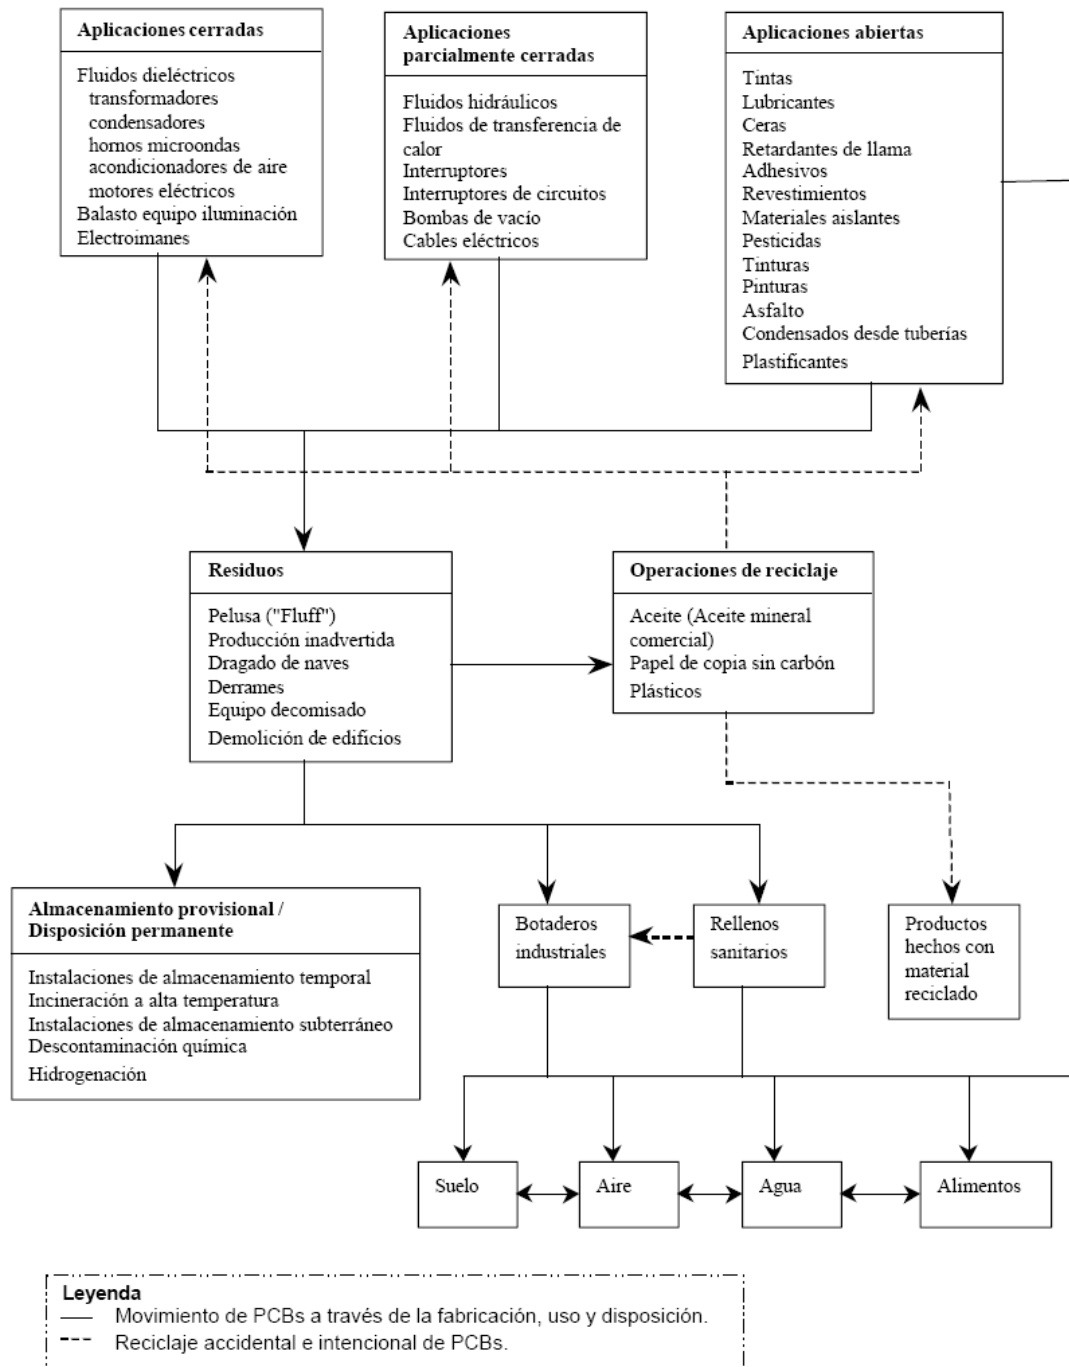 Aplicaciones cerradas
Fluidos dieléctricos
transformadores
condensadores
hornos microondas
acondicionadores de aire
motores eléctricos
Balasto equipo iluminación
Electroimanes
Aplicaciones
parcialmente cerradas
Fluidos hidráulicos
Fluidos de transferencia de
calor
Interruptores
Interruptores de circuitos
Bombas de vacío
Cables eléctricos
Aplicaciones abiertas
Tintas
Lubricantes
Ceras
Retardantes de llama
Adhesivos
Revestimientos
Materiales aislantes
Pesticidas
Tinturas
Pinturas
Asfalto
Condensados desde tuberías
Plastificantes
Residuos
Pelusa ("Fluff")
Producción inadvertida
Dragado de naves
Derrames
Equipo decomisado
Demolición de edificios
Operaciones de reciclaje
Aceite (Aceite mineral
comercial)
Papel de copia sin carbón
Plásticos
Almacenamiento provisional /
Disposición permanente
Instalaciones de almacenamiento temporal
Incineración a alta temperatura
Instalaciones de almacenamiento subterráneo
Descontaminación química
Hidrogenación
Botaderos
industriales
Rellenos
sanitarios
Productos
hechos con
material
reciclado
Suelo
Aire
Agua
Alimentos
Leyenda
Movimiento de PCBs a través de la fabricación, uso y disposición.
Reciclaje accidental e intencional de PCBs.